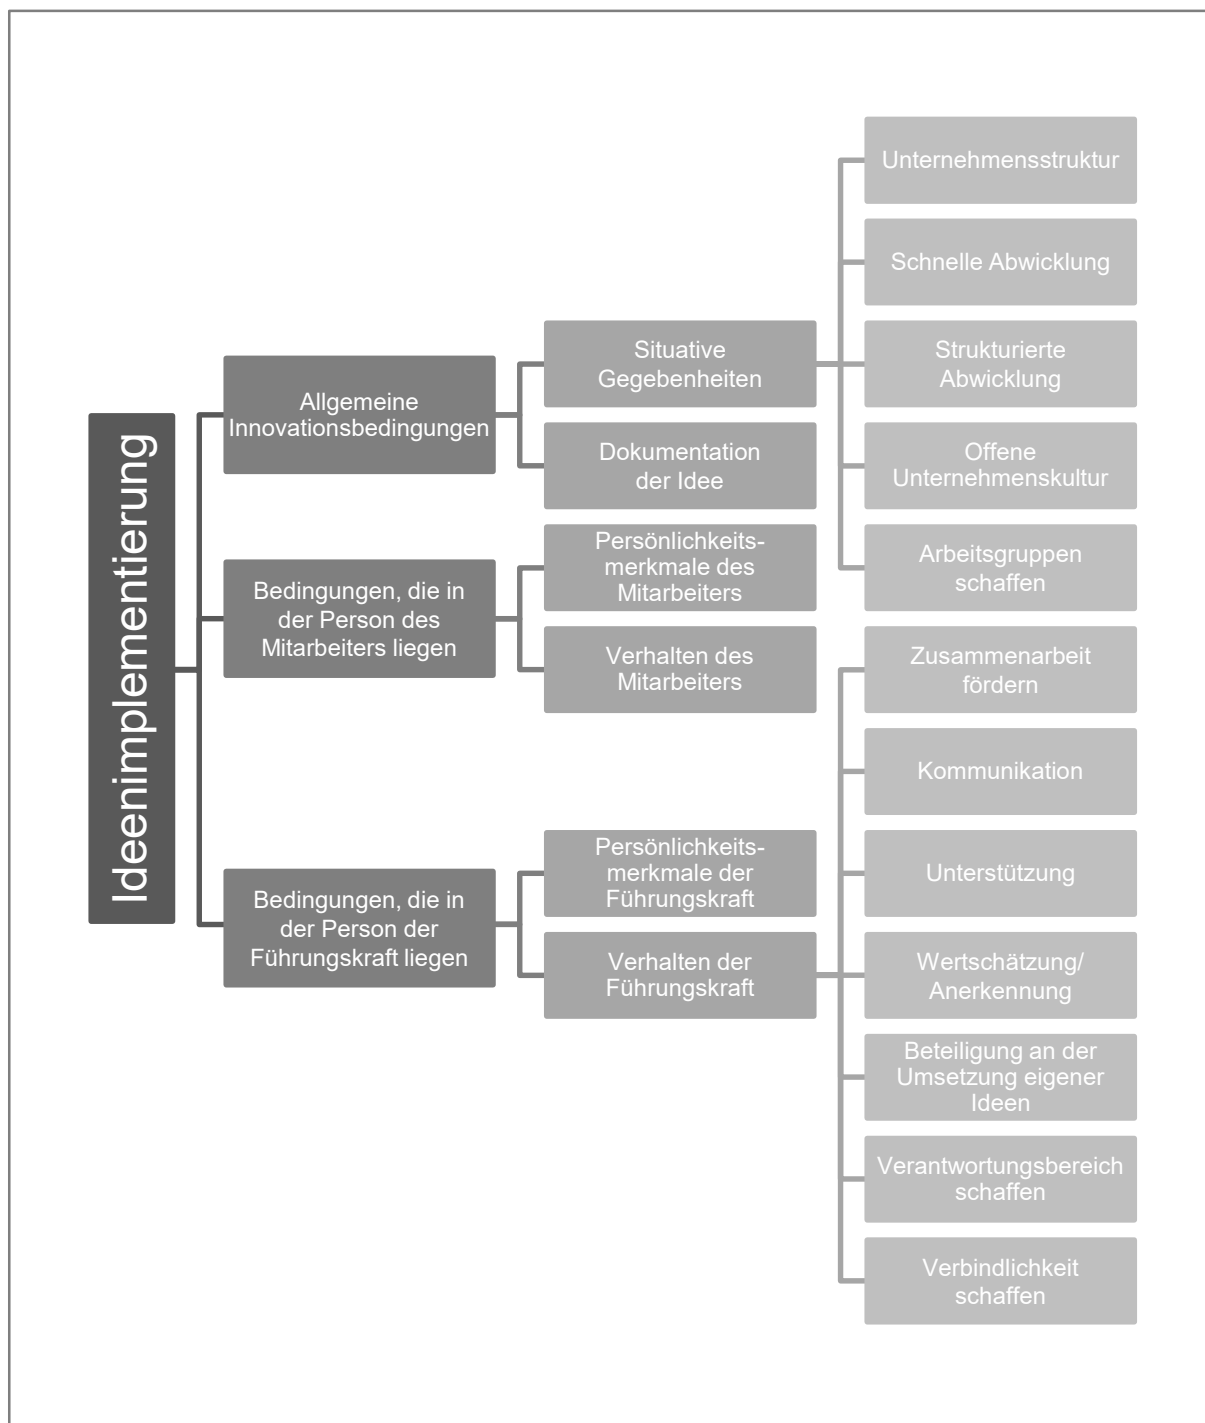 Ideenimplementierung
Allgemeine
Innovationsbedingungen
Situative
Gegebenheiten
Unternehmensstruktur
Schnelle Abwicklung
Strukturierte
Abwicklung
Offene
Unternehmenskultur
Arbeitsgruppen
schaffen
Dokumentation
der Idee
Bedingungen, die in
der Person des
Mitarbeiters liegen
Persönlichkeits-
merkmale des
Mitarbeiters
Verhalten des
Mitarbeiters
Bedingungen, die in
der Person der
Führungskraft liegen
Persönlichkeits-
merkmale der
Führungskraft
Verhalten der
Führungskraft
Zusammenarbeit
fördern
Kommunikation
Unterstützung
Wertschätzung/
Anerkennung
Beteiligung an der
Umsetzung eigener
Ideen
Verantwortungsbereich
schaffen
Verbindlichkeit
schaffen